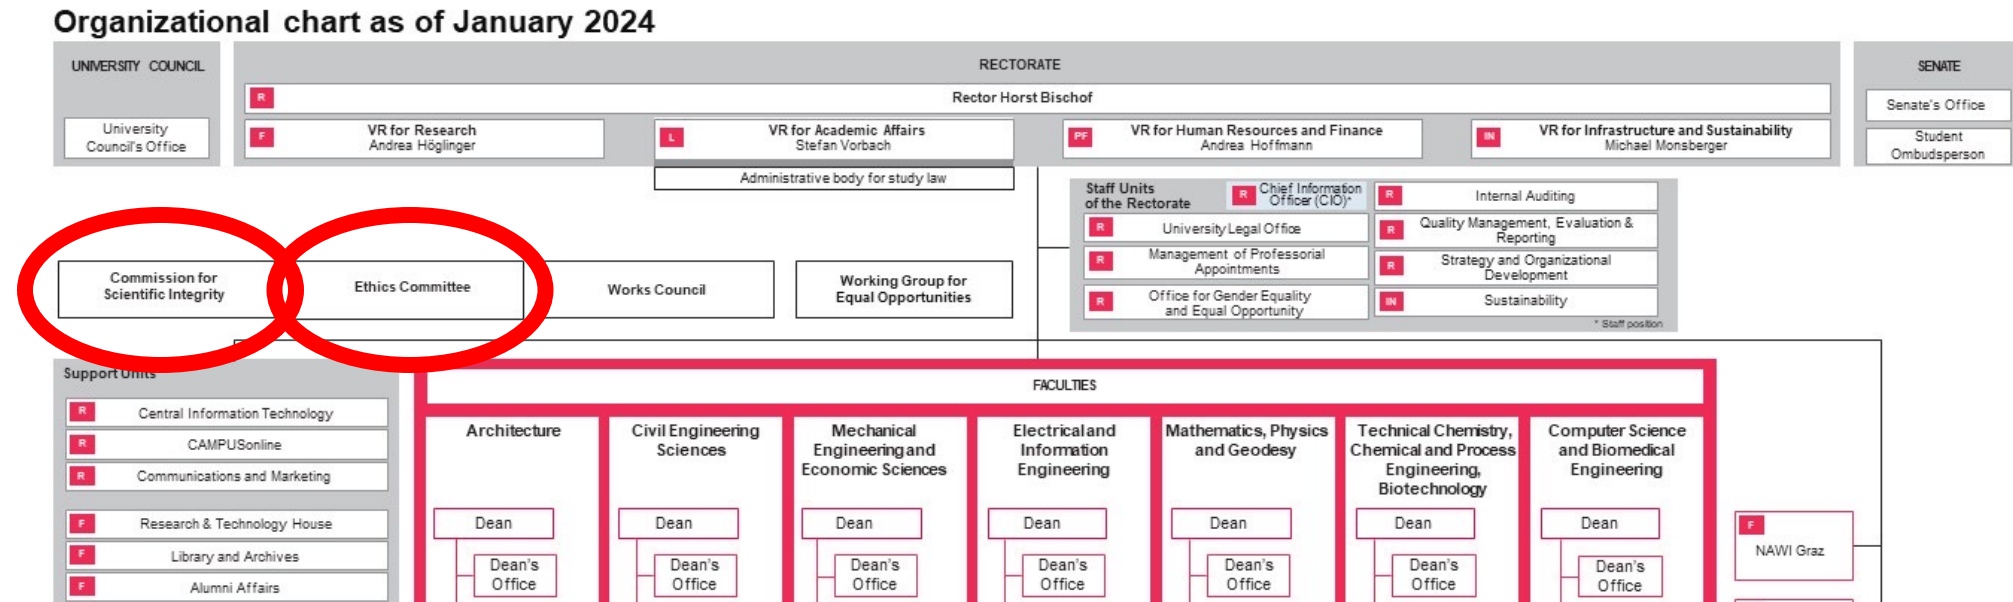 Organizational chart as of January 2024
UNIVERSITY COUNCIL
University
Council's Office
RECTORATE
R
Rector Horst Bischof
F
VR for Research
Andrea Höglinger
L
VR for Academic Affairs
Stefan Vorbach
PF
VR for Human Resources and Finance
Andrea Hoffmann
IN
VR for Infrastructure and Sustainability
Michael Monsberger
SENATE
Senate's Office
Student
Ombudsperson
Administrative body for study law
Staff Units
of the Rectorate
R
Chief Information
Officer (CIO)*
R
Internal Auditing
R
University Legal Office
R
Quality Management, Evaluation &
Reporting
R
Management of Professorial
Appointments
R
Strategy and Organizational
Development
R
Office for Gender Equality
and Equal Opportunity
IN
Sustainability
* Staff position
Commission for
Scientific Integrity
Ethics Committee
Works Council
Working Group for
Equal Opportunities
Support Units
R
Central Information Technology
R
CAMPUSonline
R
Communications and Marketing
F
Research & Technology House
F
Library and Archives
F
Alumni Affairs
FACULTIES
Architecture
Dean
Dean's
Office
Civil Engineering
Sciences
Dean
Dean's
Office
Mechanical
Engineering and
Economic Sciences
Dean
Dean's
Office
Electrical and
Information
Engineering
Dean
Dean's
Office
Mathematics, Physics
and Geodesy
Dean
Dean's
Office
Technical Chemistry,
Chemical and Process
Engineering,
Biotechnology
Dean
Dean's
Office
Computer Science
and Biomedical
Engineering
Dean
Dean's
Office
F
NAWI Graz